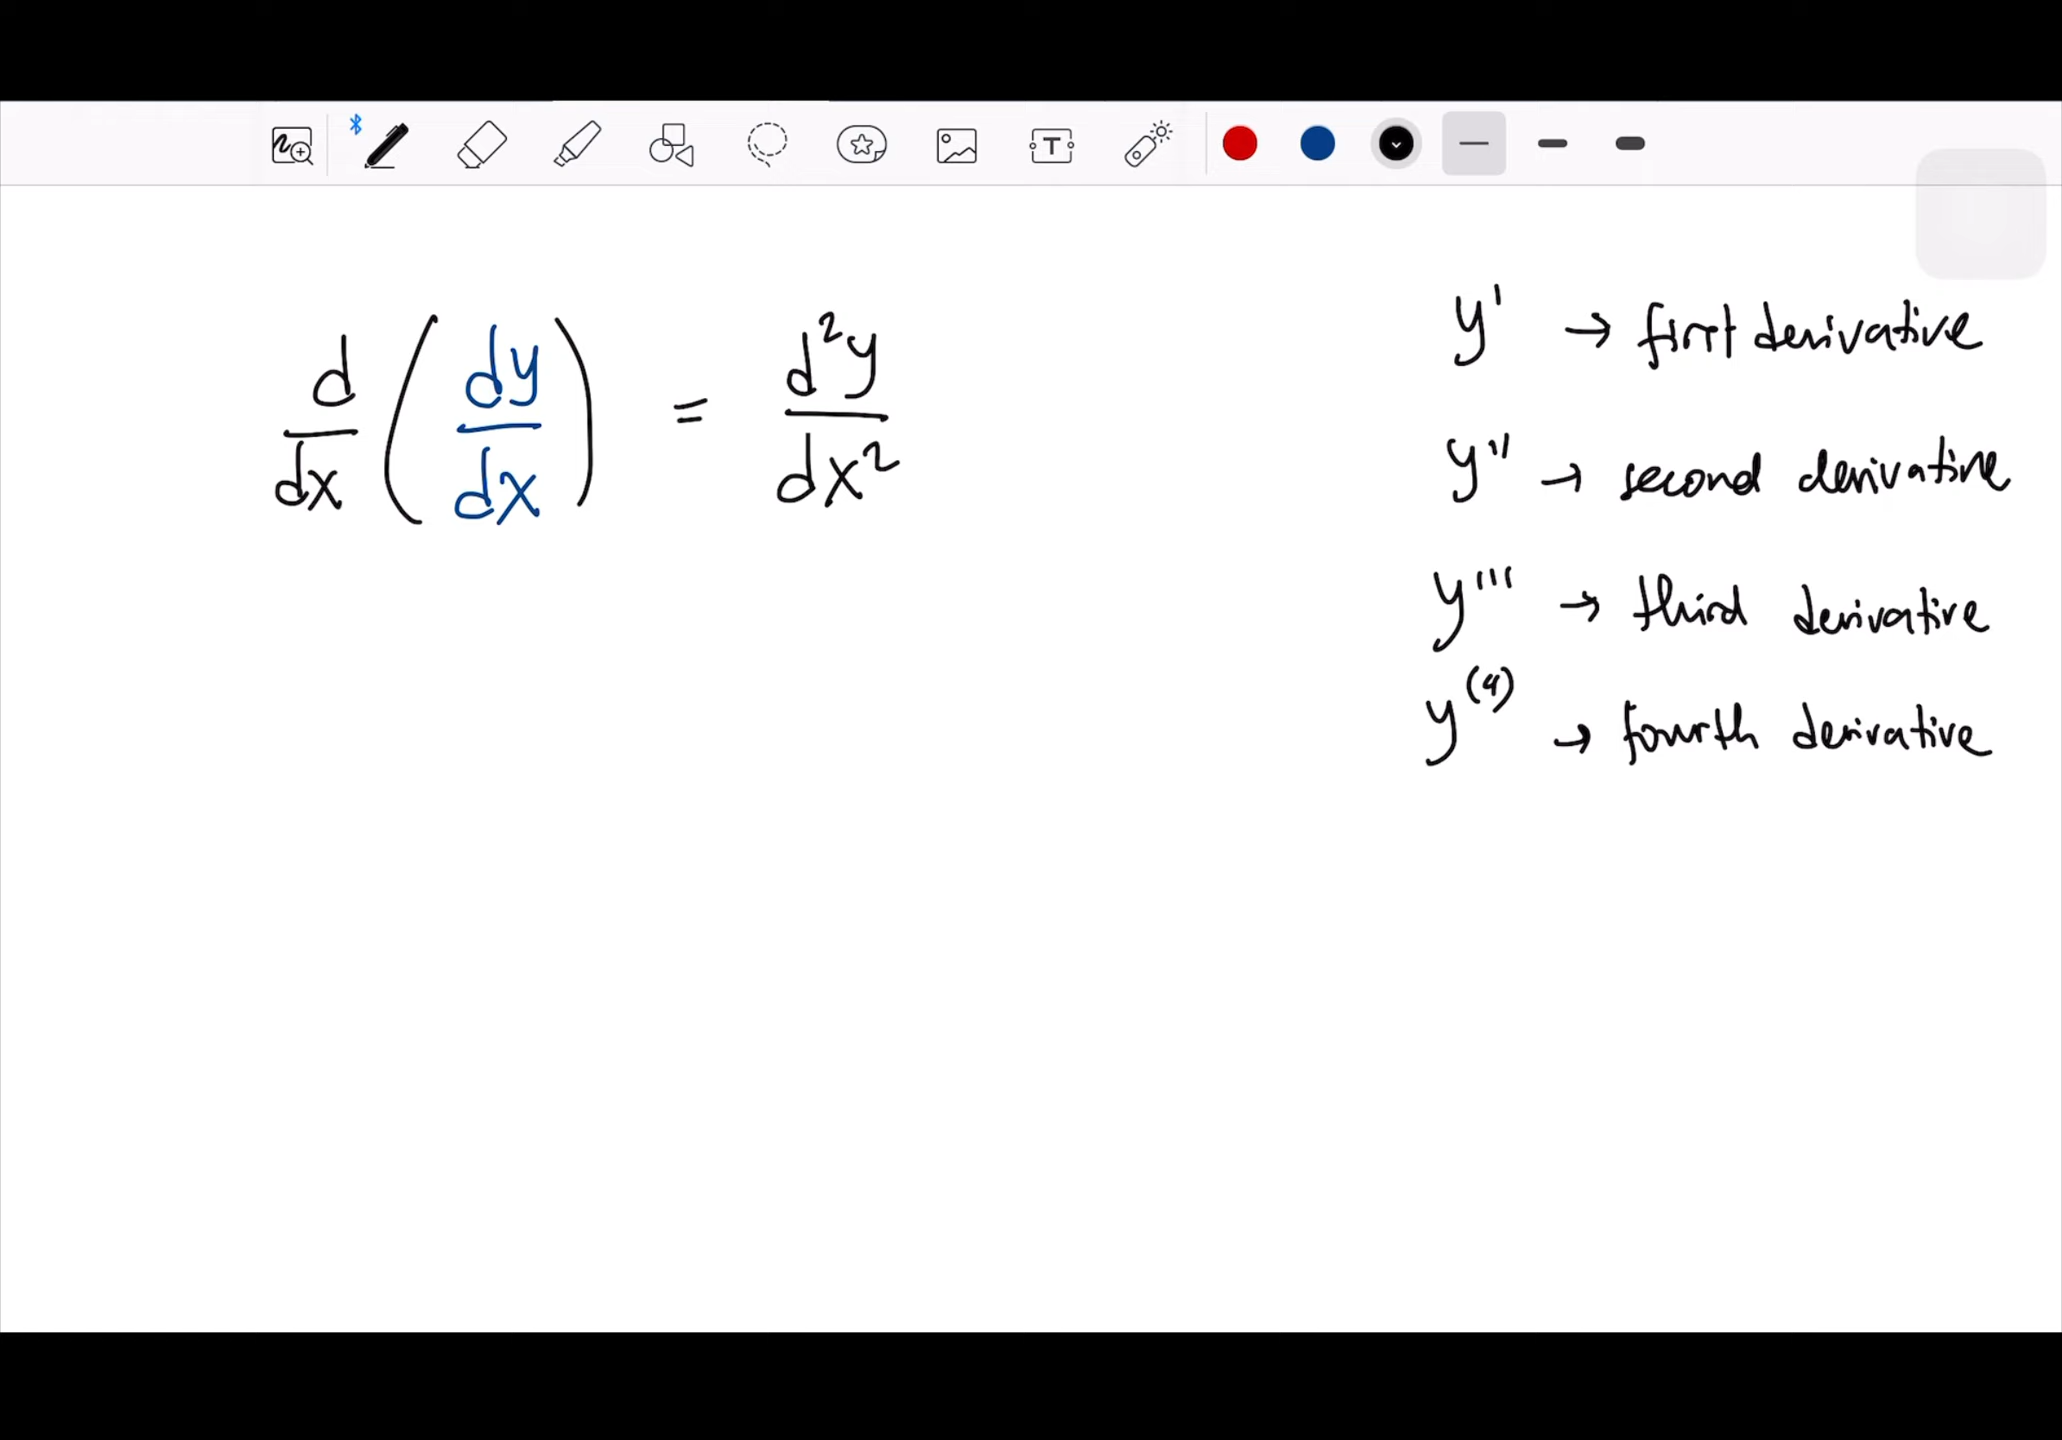 d/dx (dy/dx) = d²y/dx²
y' → first derivative
y'' → second derivative
y''' → third derivative
y⁽⁴⁾ → fourth derivative